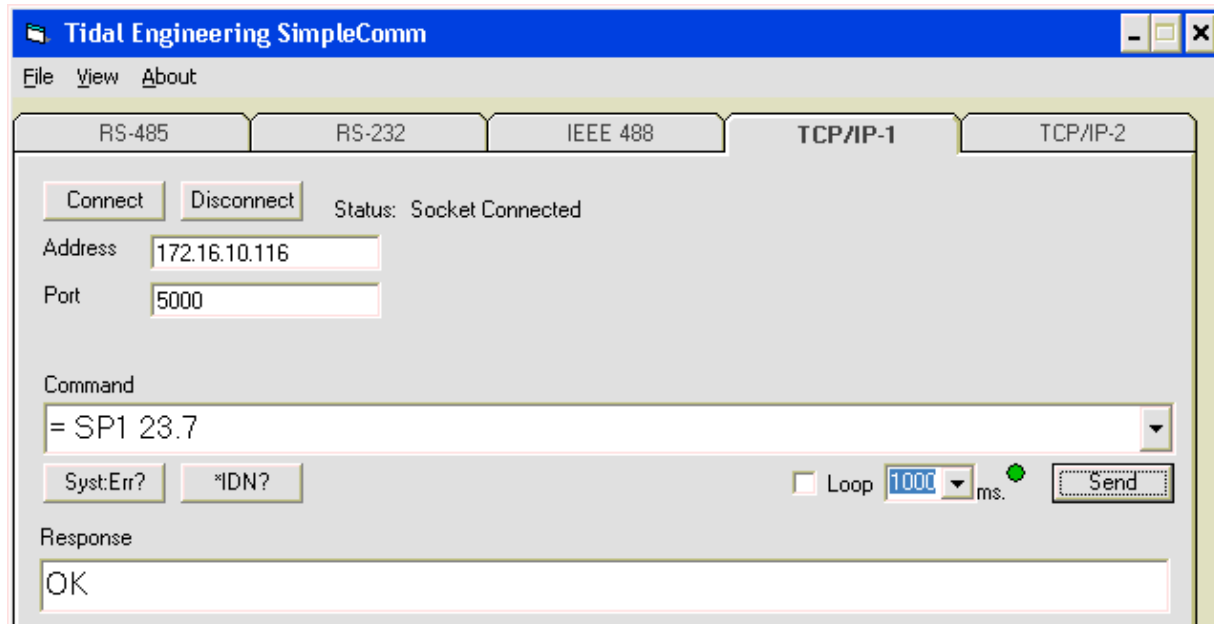 Tidal Engineering SimpleComm
File View About
RS-485 RS-232 IEEE 488 TCP/IP-1 TCP/IP-2
Connect Disconnect Status: Socket Connected
Address 172.16.10.116
Port 5000
Command
= SP1 23.7
Syst:Err? *IDN? Loop 1000 ms. Send
Response
OK